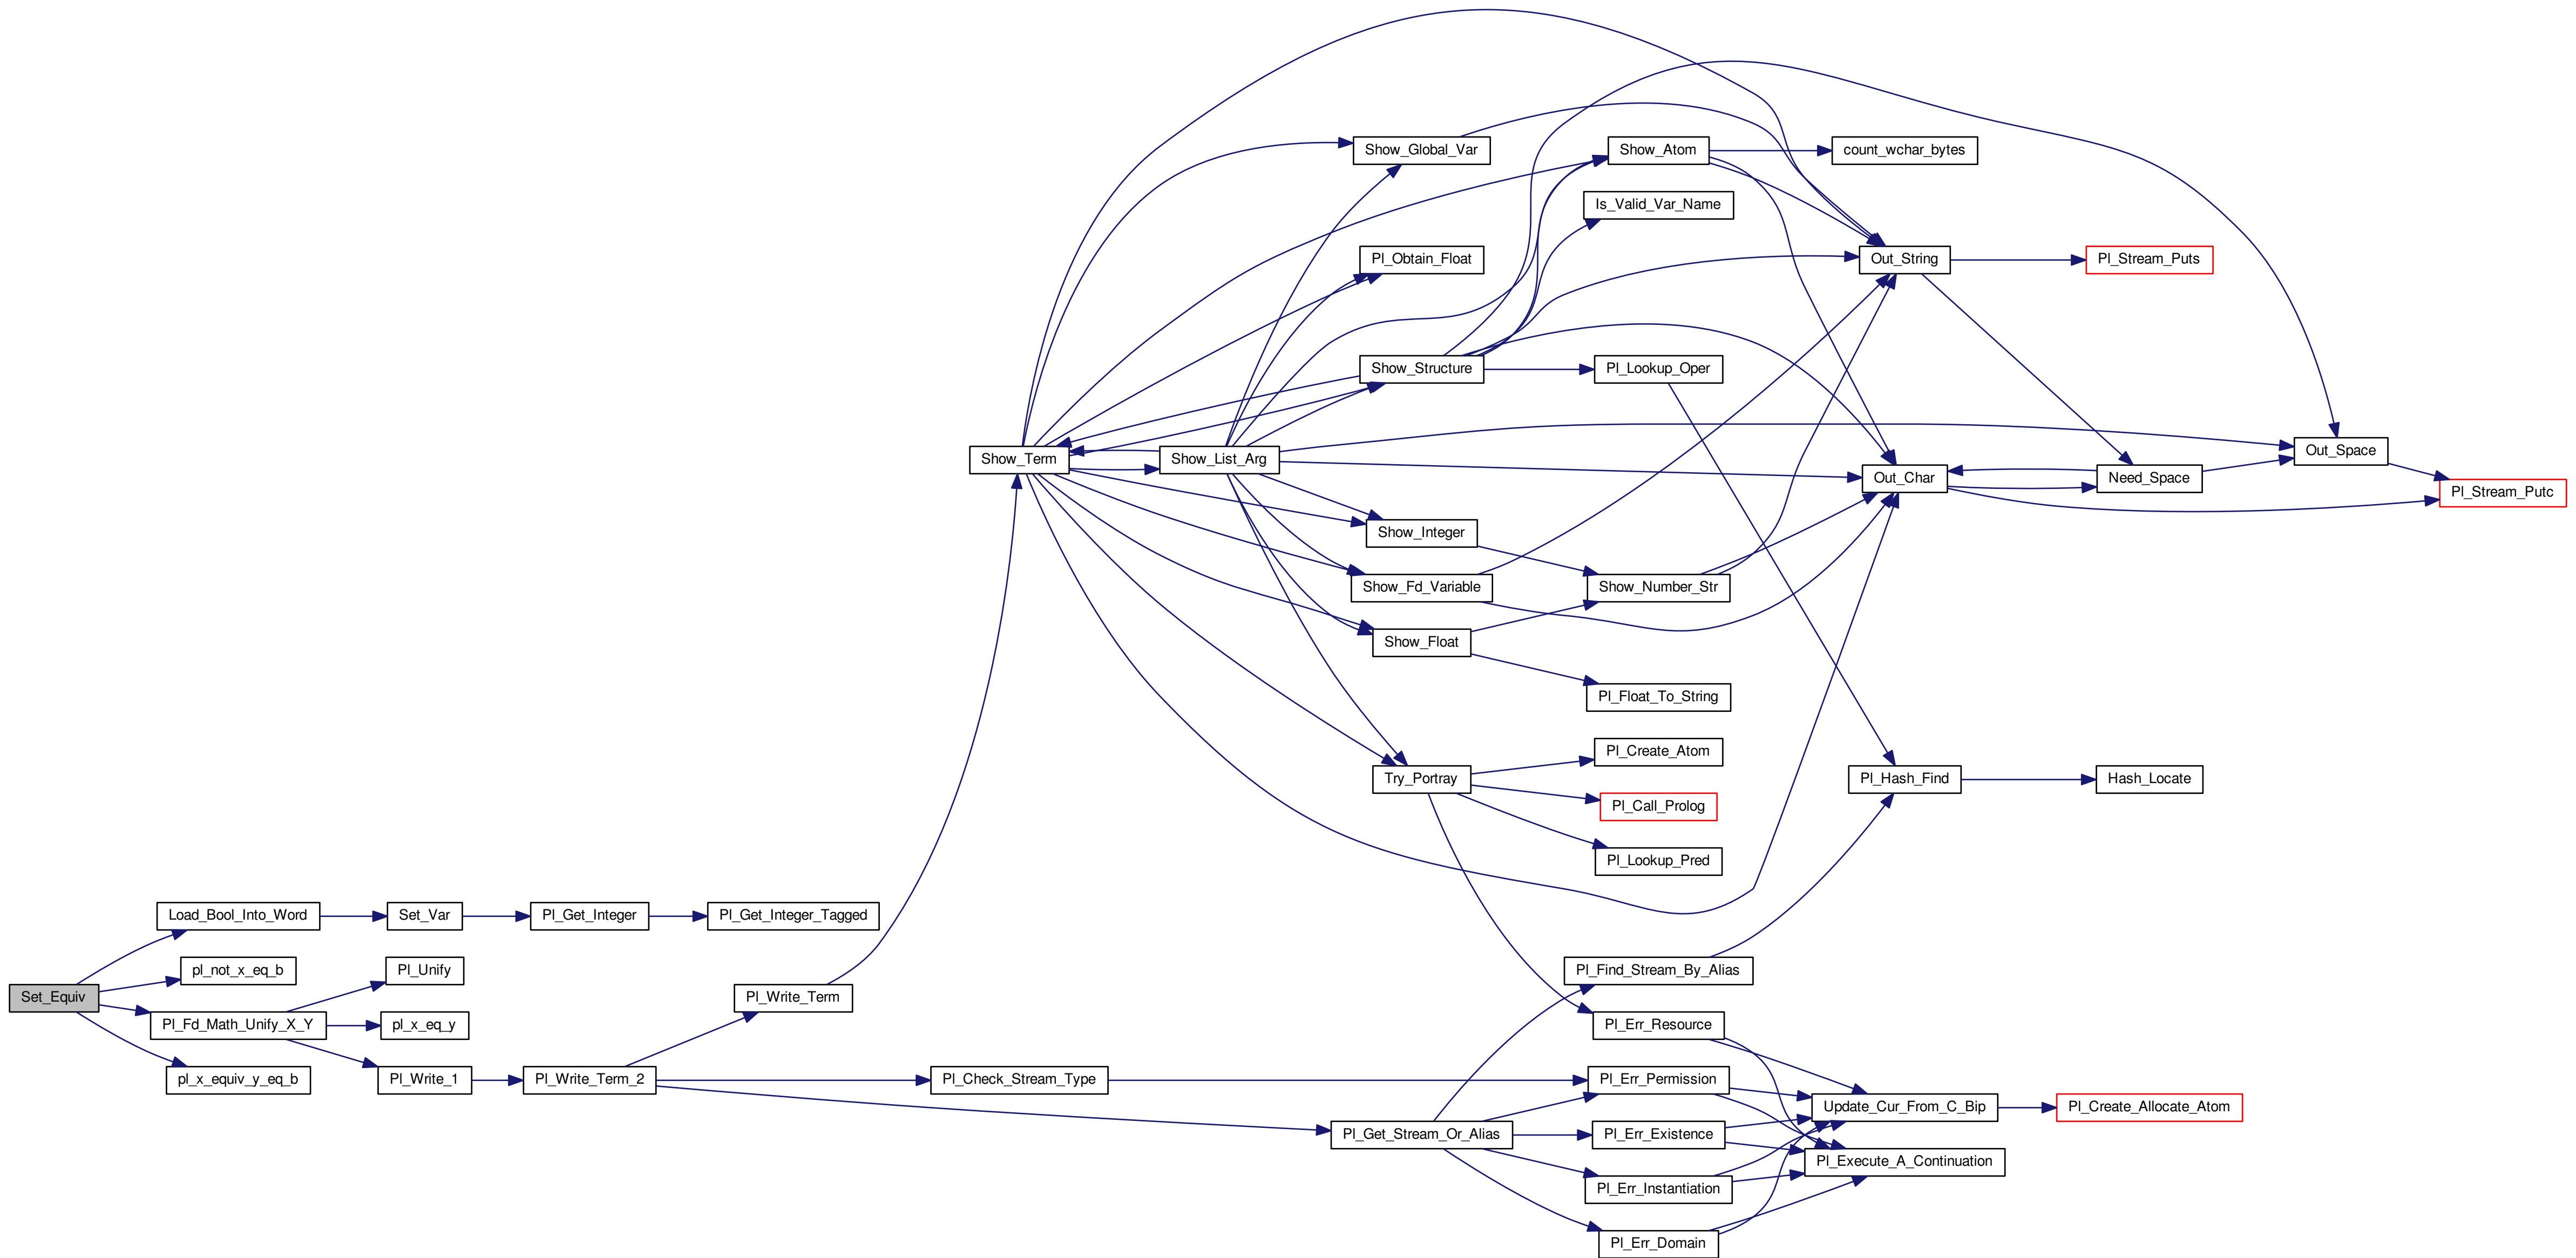 Show_Global_Var
Show_Atom
count_wchar_bytes
Is_Valid_Var_Name
Pl_Obtain_Float
Out_String
Pl_Stream_Puts
Show_Structure
Pl_Lookup_Oper
Show_Term
Show_List_Arg
Out_Char
Need_Space
Out_Space
Pl_Stream_Putc
Show_Integer
Show_Fd_Variable
Show_Number_Str
Show_Float
Pl_Float_To_String
Pl_Create_Atom
Try_Portray
Pl_Call_Prolog
Pl_Hash_Find
Hash_Locate
Pl_Lookup_Pred
Load_Bool_Into_Word
Set_Var
Pl_Get_Integer
Pl_Get_Integer_Tagged
pl_not_x_eq_b
Pl_Unify
Pl_Find_Stream_By_Alias
Set_Equiv
Pl_Write_Term
Pl_Fd_Math_Unify_X_Y
pl_x_eq_y
Pl_Err_Resource
pl_x_equiv_y_eq_b
Pl_Write_1
Pl_Write_Term_2
Pl_Check_Stream_Type
Pl_Err_Permission
Update_Cur_From_C_Bip
Pl_Create_Allocate_Atom
Pl_Get_Stream_Or_Alias
Pl_Err_Existence
Pl_Execute_A_Continuation
Pl_Err_Instantiation
Pl_Err_Domain